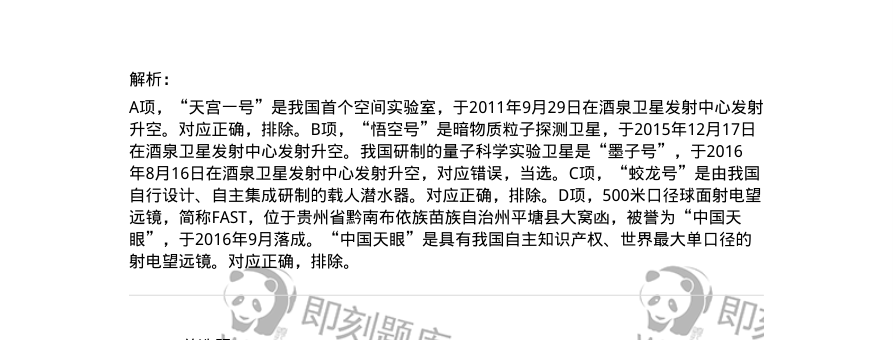 解析：
A项，“天宫一号”是我国首个空间实验室，于2011年9月29日在酒泉卫星发射中心发射
升空。对应正确，排除。B项，“悟空号”是暗物质粒子探测卫星，于2015年12月17日
在酒泉卫星发射中心发射升空。我国研制的量子科学实验卫星是“墨子号”，于2016
年8月16日在酒泉卫星发射中心发射升空，对应错误，当选。C项，“蛟龙号”是由我国
自行设计、自主集成研制的载人潜水器。对应正确，排除。D项，500米口径球面射电望
远镜，简称FAST，位于贵州省黔南布依族苗族自治州平塘县大窝凼，被誉为“中国天
眼”，于2016年9月落成。“中国天眼”是具有我国自主知识产权、世界最大单口径的
射电望远镜。对应正确，排除。
即刻题库
即刻题